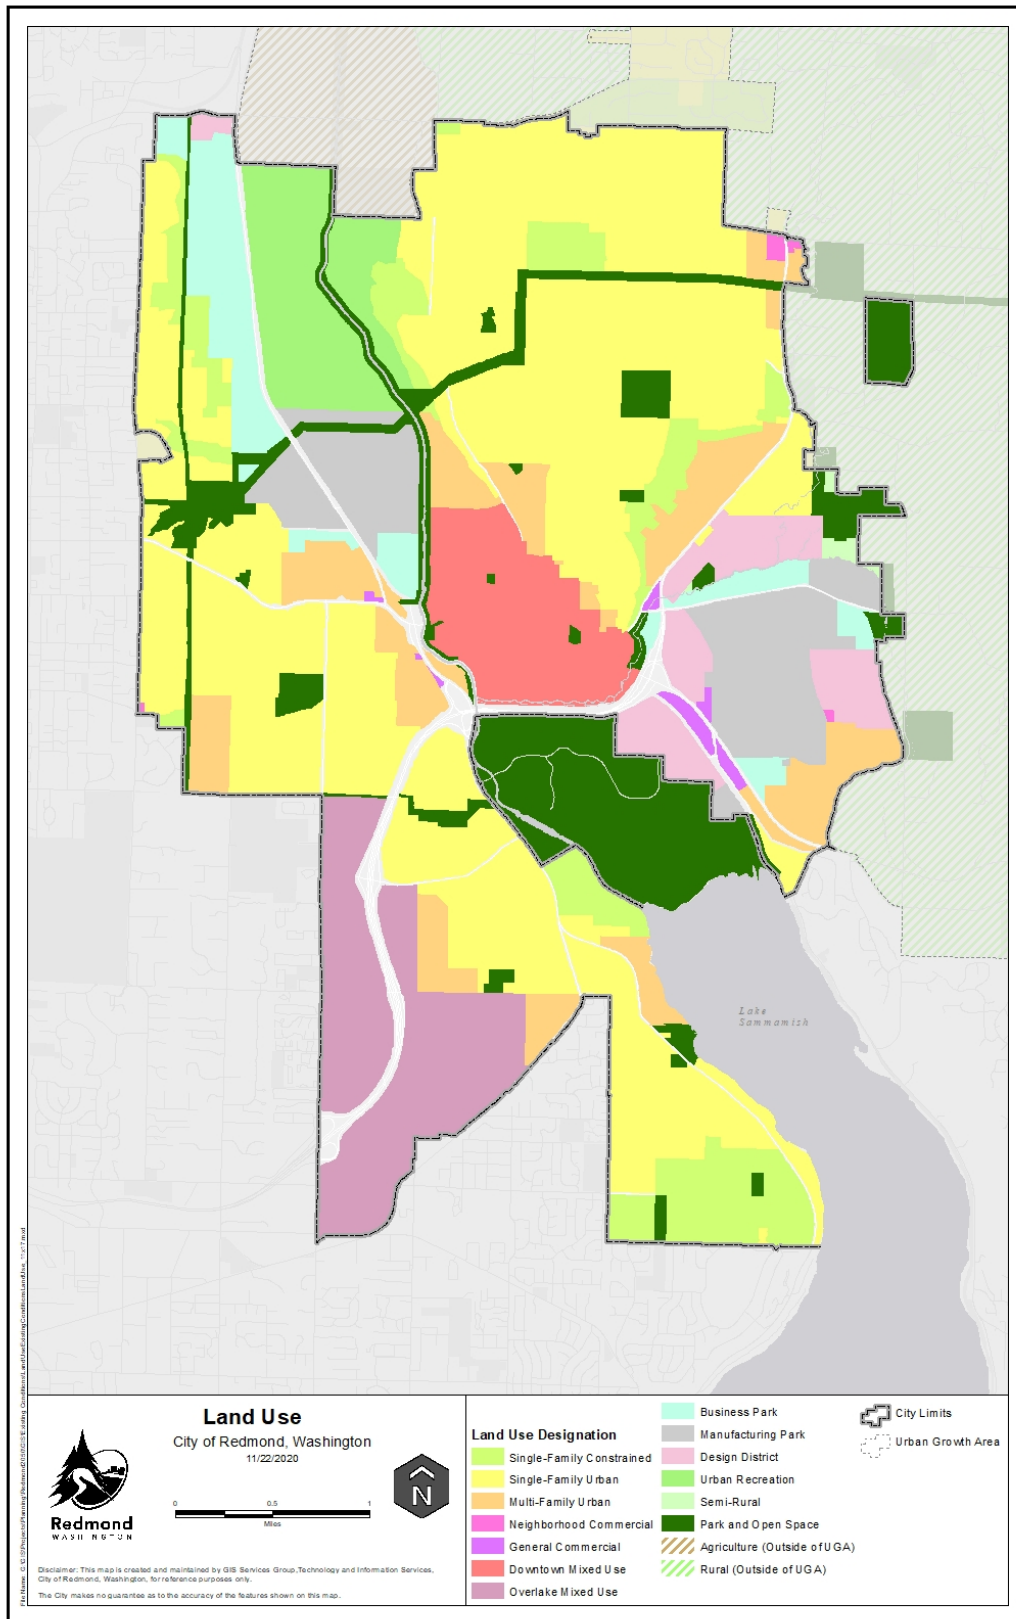 Lake
Sammamish
Land Use
City of Redmond, Washington
11/22/2020
0 0.5 1
Miles
N
Redmond
WASHINGTON
Disclaimer: This map is created and maintained by GIS Services Group, Technology and Information Services,
City of Redmond, Washington, for reference purposes only.
The City makes no guarantee as to the accuracy of the features shown on this map.
Land Use Designation
Single-Family Constrained
Single-Family Urban
Multi-Family Urban
Neighborhood Commercial
General Commercial
Downtown Mixed Use
Overlake Mixed Use
Business Park
Manufacturing Park
Design District
Urban Recreation
Semi-Rural
Park and Open Space
Agriculture (Outside of UGA)
Rural (Outside of UGA)
City Limits
Urban Growth Area